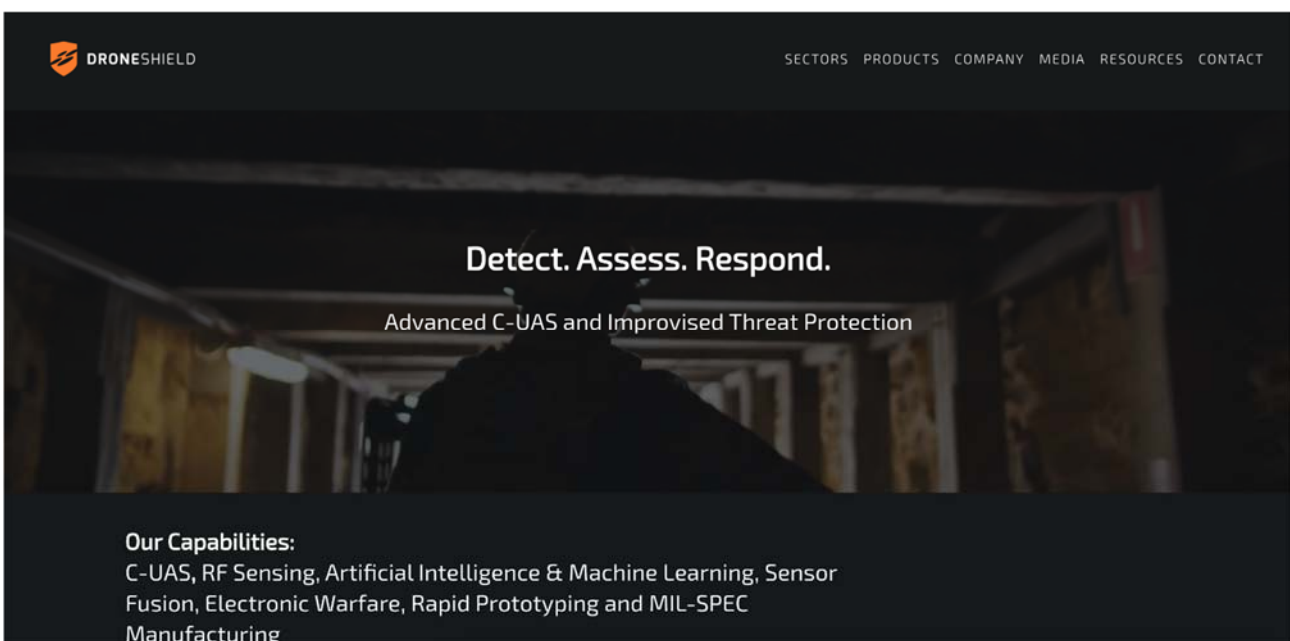 DRONESHIELD
SECTORS PRODUCTS COMPANY MEDIA RESOURCES CONTACT
Detect. Assess. Respond.
Advanced C-UAS and Improvised Threat Protection
Our Capabilities:
C-UAS, RF Sensing, Artificial Intelligence & Machine Learning, Sensor
Fusion, Electronic Warfare, Rapid Prototyping and MIL-SPEC
Manufacturing